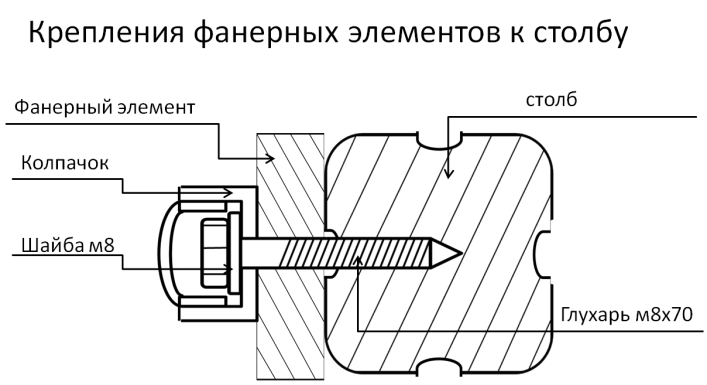 Крепления фанерных элементов к столбу
Фанерный элемент
столб
Колпачок
Шайба м8
Глухарь м8х70